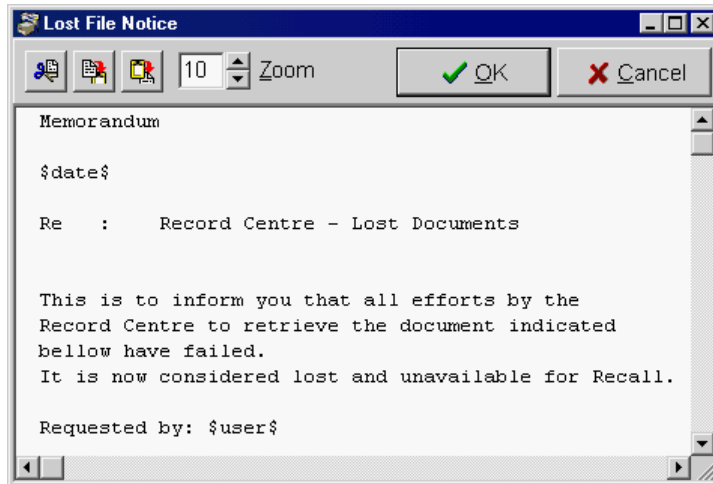 Lost File Notice
10 Zoom OK Cancel
Memorandum
$date$
Re   :     Record Centre - Lost Documents
This is to inform you that all efforts by the
Record Centre to retrieve the document indicated
bellow have failed.
It is now considered lost and unavailable for Recall.
Requested by: $user$